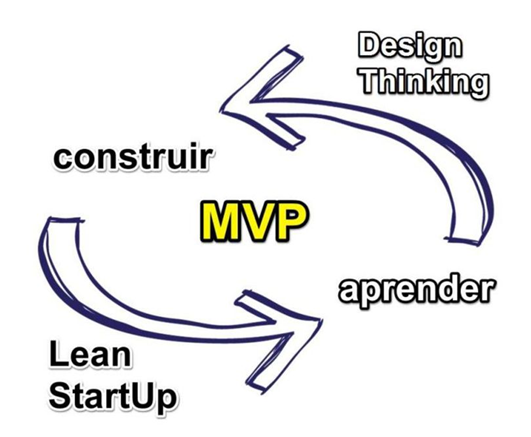 Design
Thinking
construir
MVP
aprender
Lean
StartUp